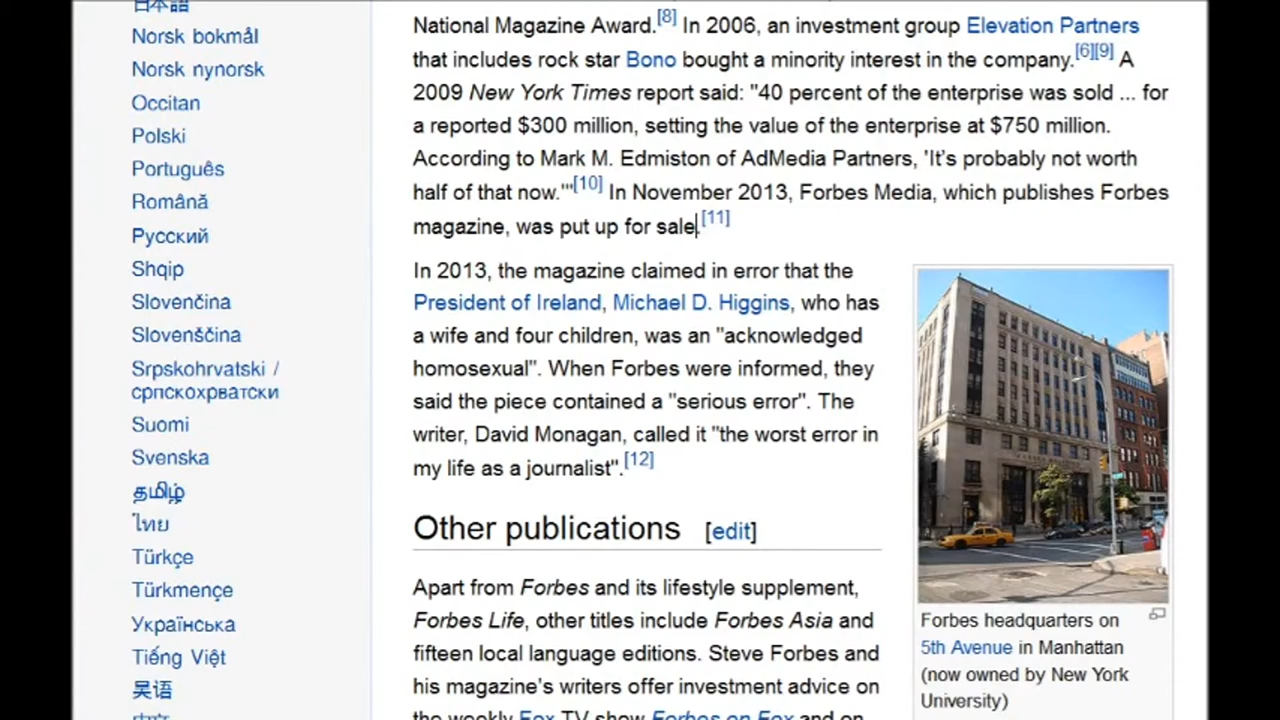 日本語
Norsk bokmål
Norsk nynorsk
Occitan
Polski
Português
Română
Русский
Shqip
Slovenčina
Slovenščina
Srpskohrvatski /
српскохрватски
Suomi
Svenska
தமிழ்
ไทย
Türkçe
Türkmençe
Українська
Tiếng Việt
吴语
中文
National Magazine Award.[8] In 2006, an investment group Elevation Partners
that includes rock star Bono bought a minority interest in the company.[6][9] A
2009 New York Times report said: "40 percent of the enterprise was sold ... for
a reported $300 million, setting the value of the enterprise at $750 million.
According to Mark M. Edmiston of AdMedia Partners, 'It's probably not worth
half of that now.'"[10] In November 2013, Forbes Media, which publishes Forbes
magazine, was put up for sale.[11]
In 2013, the magazine claimed in error that the
President of Ireland, Michael D. Higgins, who has
a wife and four children, was an "acknowledged
homosexual". When Forbes were informed, they
said the piece contained a "serious error". The
writer, David Monagan, called it "the worst error in
my life as a journalist".[12]
Other publications [edit]
Apart from Forbes and its lifestyle supplement,
Forbes Life, other titles include Forbes Asia and
fifteen local language editions. Steve Forbes and
his magazine's writers offer investment advice on
the weekly Fox TV show Forbes on Fox and on
Forbes headquarters on
5th Avenue in Manhattan
(now owned by New York
University)